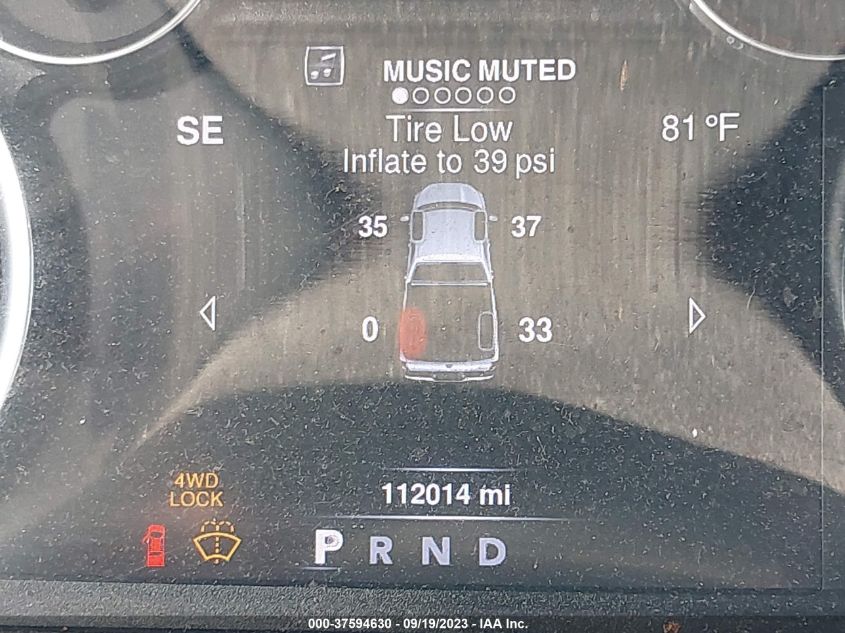 MUSIC MUTED
Tire Low
SE
81 °F
Inflate to 39 psi
35
37
0
33
4WD
LOCK
112014 mi
P R N D
000-37594630 - 09/19/2023 - IAA Inc.